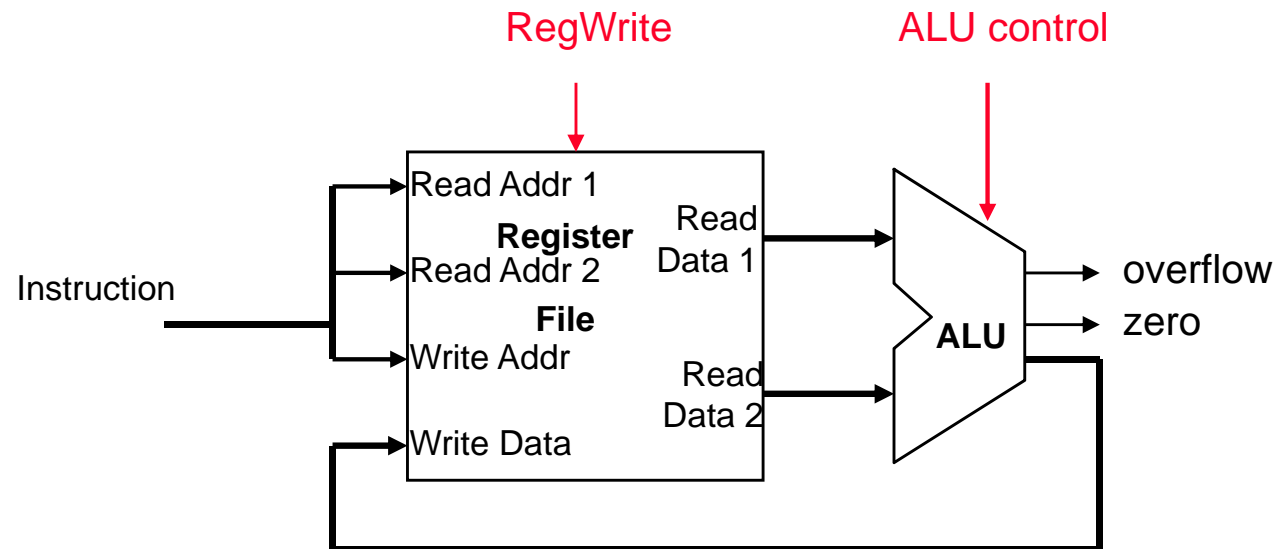 RegWrite
ALU control
Read Addr 1
Register
Read Addr 2
File
Write Addr
Write Data
Read
Data 1
Read
Data 2
Instruction
ALU
overflow
zero